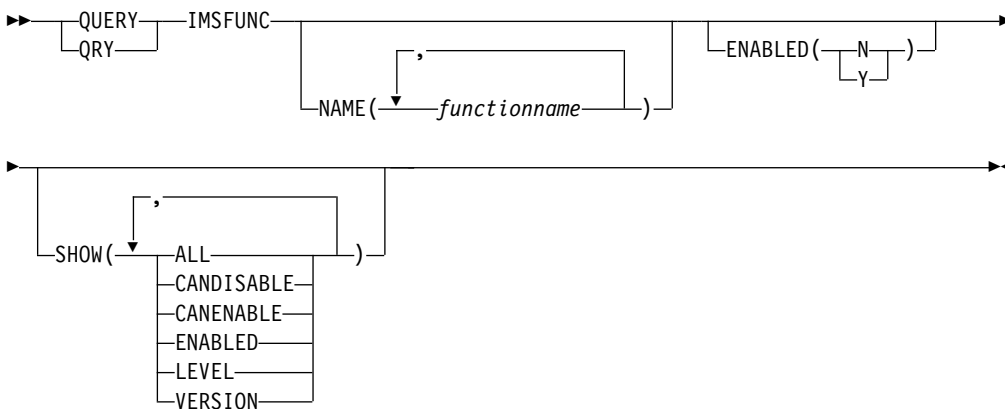 QUERY IMSFUNC
QRY
, ENABLED( N )
Y
NAME( functionname )
,
SHOW( ALL )
CANDISABLE
CANENABLE
ENABLED
LEVEL
VERSION